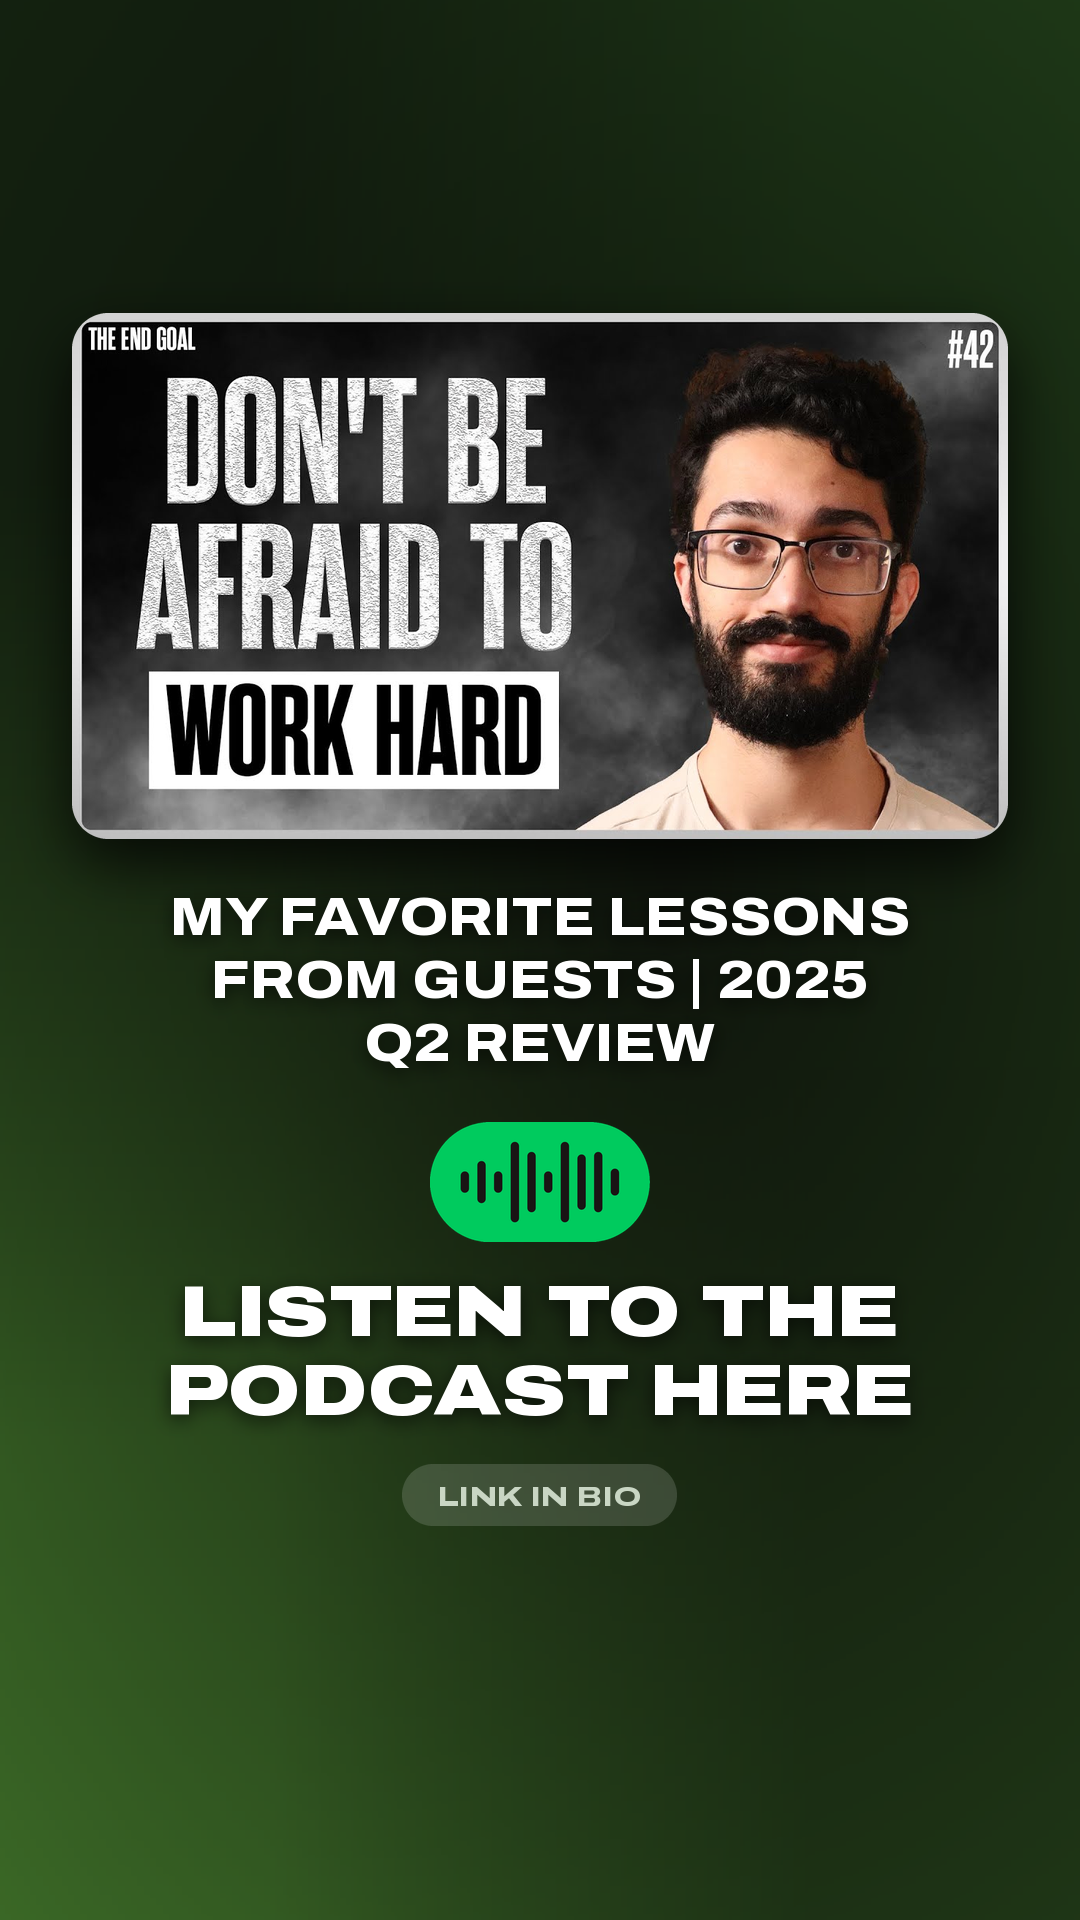 THE END GOAL
#42
DON'T BE
AFRAID TO
WORK HARD
MY FAVORITE LESSONS
FROM GUESTS | 2025
Q2 REVIEW
LISTEN TO THE
PODCAST HERE
LINK IN BIO